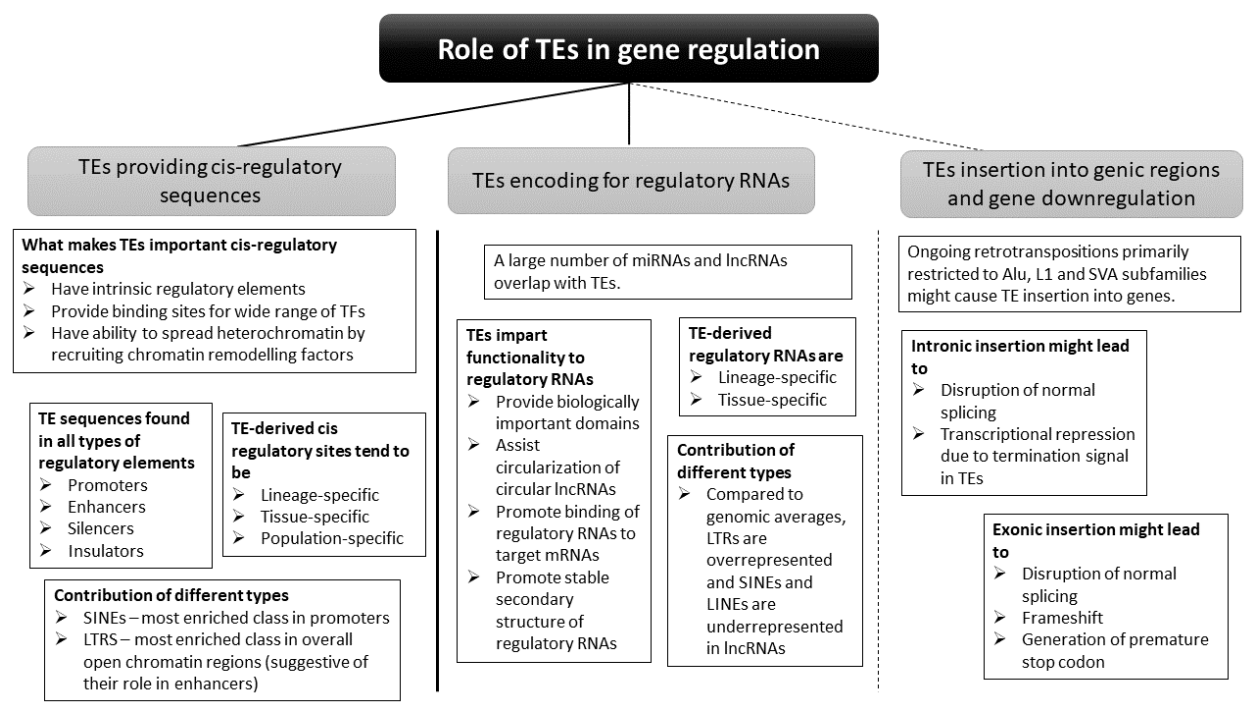 Role of TEs in gene regulation
TEs providing cis-regulatory
sequences
What makes TEs important cis-regulatory
sequences
➢ Have intrinsic regulatory elements
➢ Provide binding sites for wide range of TFs
➢ Have ability to spread heterochromatin by
recruiting chromatin remodelling factors
TE sequences found
in all types of
regulatory elements
➢ Promoters
➢ Enhancers
➢ Silencers
➢ Insulators
TE-derived cis
regulatory sites tend to
be
➢ Lineage-specific
➢ Tissue-specific
➢ Population-specific
Contribution of different types
➢ SINEs – most enriched class in promoters
➢ LTRS – most enriched class in overall
open chromatin regions (suggestive of
their role in enhancers)
TEs encoding for regulatory RNAs
A large number of miRNAs and lncRNAs
overlap with TEs.
TEs impart
functionality to
regulatory RNAs
➢ Provide biologically
important domains
➢ Assist
circularization of
circular lncRNAs
➢ Promote binding of
regulatory RNAs to
target mRNAs
➢ Promote stable
secondary
structure of
regulatory RNAs
TE-derived
regulatory RNAs are
➢ Lineage-specific
➢ Tissue-specific
Contribution of
different types
➢ Compared to
genomic averages,
LTRs are
overrepresented
and SINEs and
LINEs are
underrepresented
in lncRNAs
TEs insertion into genic regions
and gene downregulation
Ongoing retrotranspositions primarily
restricted to Alu, L1 and SVA subfamilies
might cause TE insertion into genes.
Intronic insertion might lead
to
➢ Disruption of normal
splicing
➢ Transcriptional repression
due to termination signal
in TEs
Exonic insertion might lead
to
➢ Disruption of normal
splicing
➢ Frameshift
➢ Generation of premature
stop codon